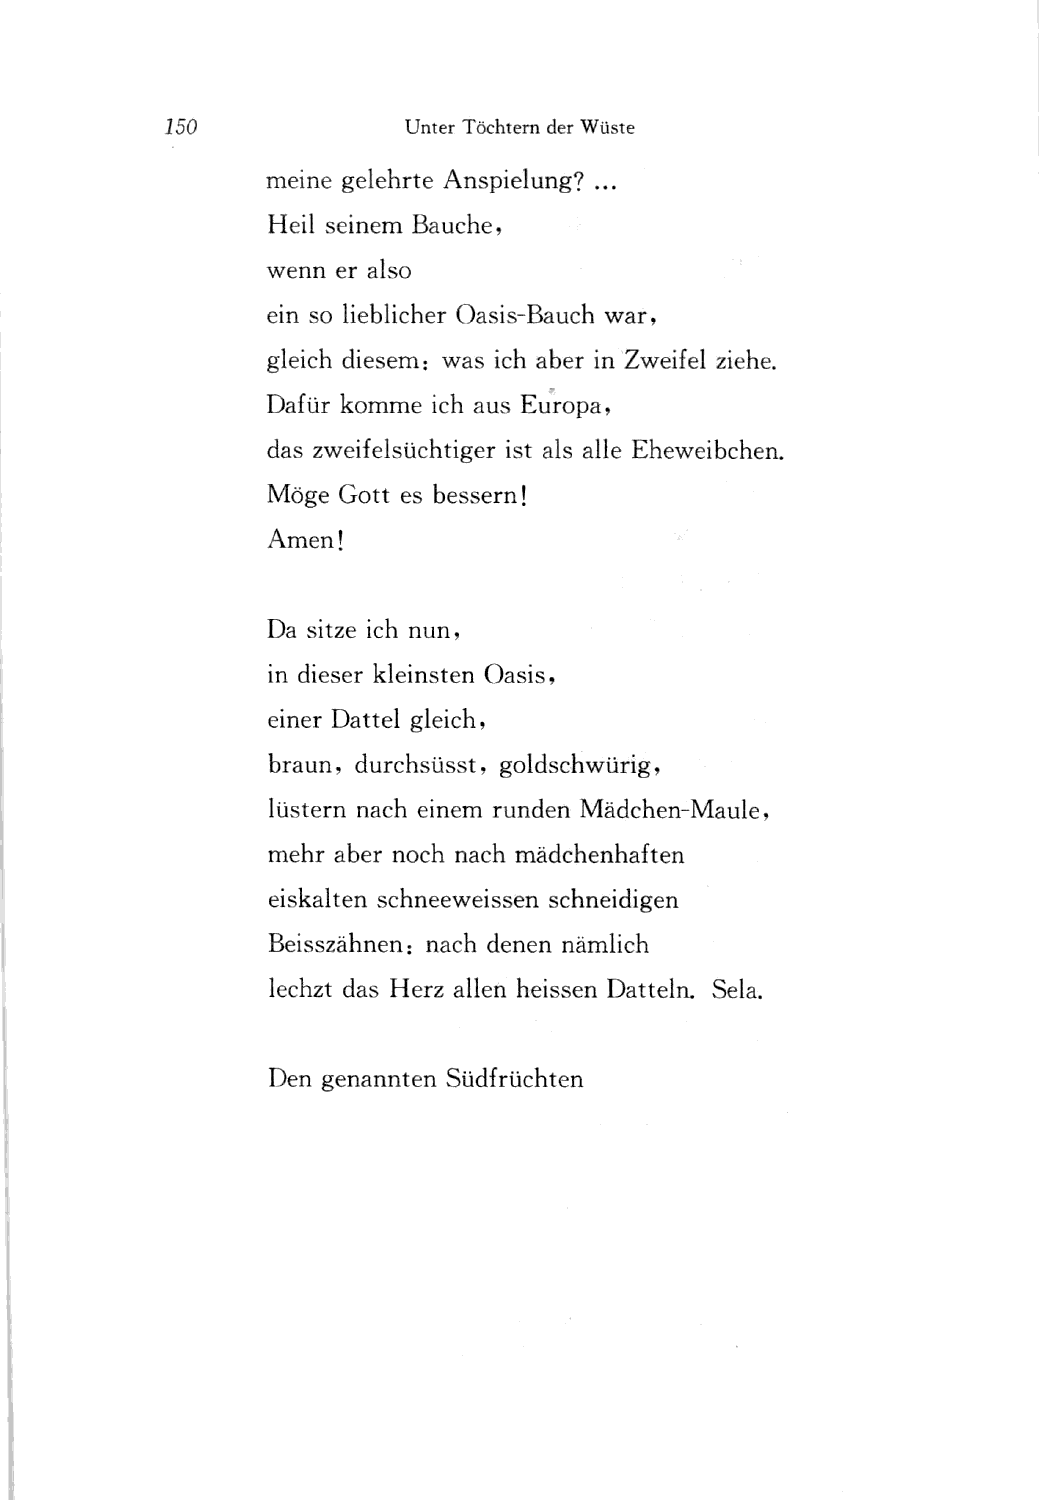 150 Unter Töchtern der Wüste
meine gelehrte Anspielung? ...
Heil seinem Bauche,
wenn er also
ein so lieblicher Oasis-Bauch war,
gleich diesem: was ich aber in Zweifel ziehe.
Dafür komme ich aus Europa,
das zweifelsüchtiger ist als alle Eheweibchen.
Möge Gott es bessern!
Amen!
Da sitze ich nun,
in dieser kleinsten Oasis,
einer Dattel gleich,
braun, durchsüsst, goldschwürig,
lüstern nach einem runden Mädchen-Maule,
mehr aber noch nach mädchenhaften
eiskalten schneeweissen schneidigen
Beisszähnen: nach denen nämlich
lechzt das Herz allen heissen Datteln. Sela.
Den genannten Südfrüchten